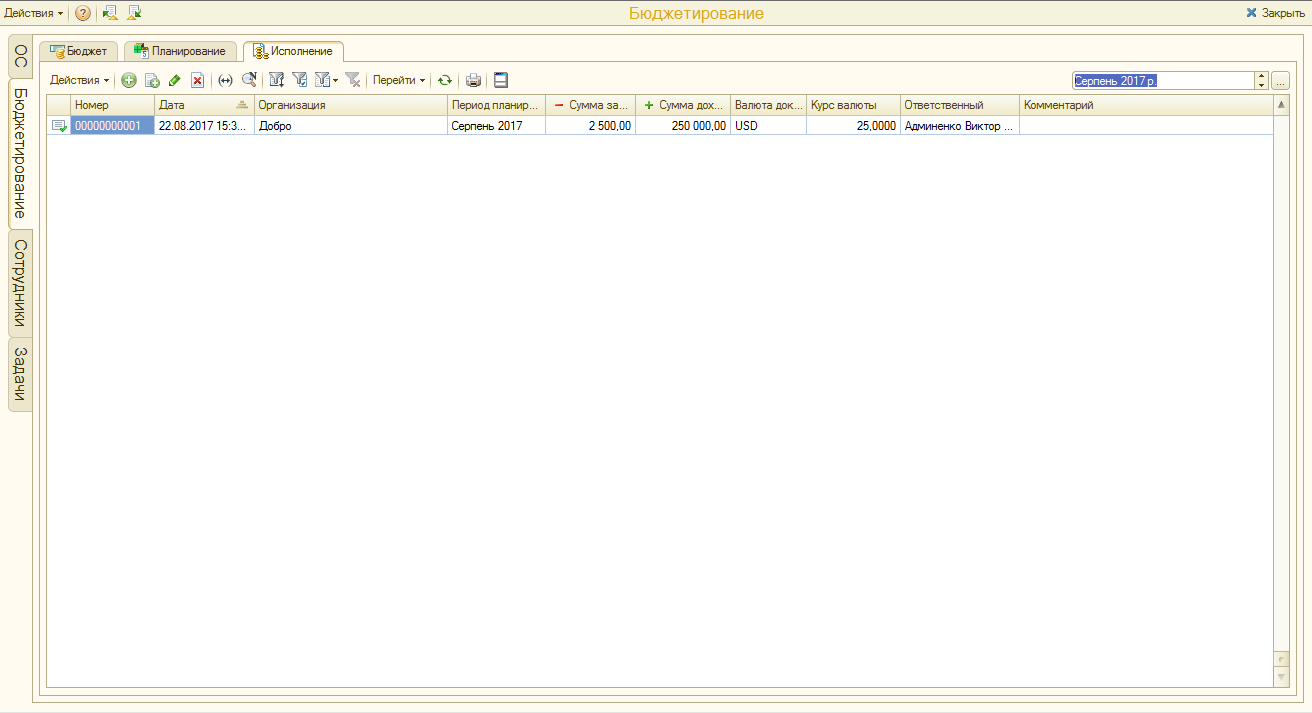 Действия ? Бюджетирование Закрыть
ОС
Бюджетирование
Сотрудники
Задачи
Бюджет Планирование Исполнение
Действия Перейти Серпень 2017 р. ...
Номер Дата Организация Период планир... Сумма за... Сумма дох... Валюта док... Курс валюты Ответственный Комментарий
00000000001 22.08.2017 15:3... Добро Серпень 2017 2 500,00 250 000,00 USD 25,0000 Админенко Виктор ...